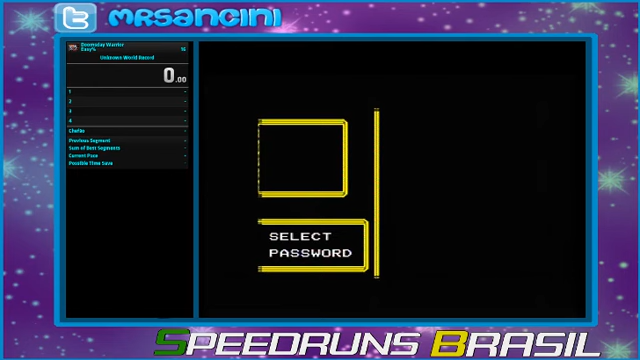 MRSANCINI
Doomsday Warrior
Easy% 16
Unknown World Record
0.00
1 -
2 -
3 -
4 -
Chefão -
Previous Segment -
Sum of Best Segments -
Current Pace -
Possible Time Save -
SELECT
PASSWORD
SPEEDRUNS BRASIL